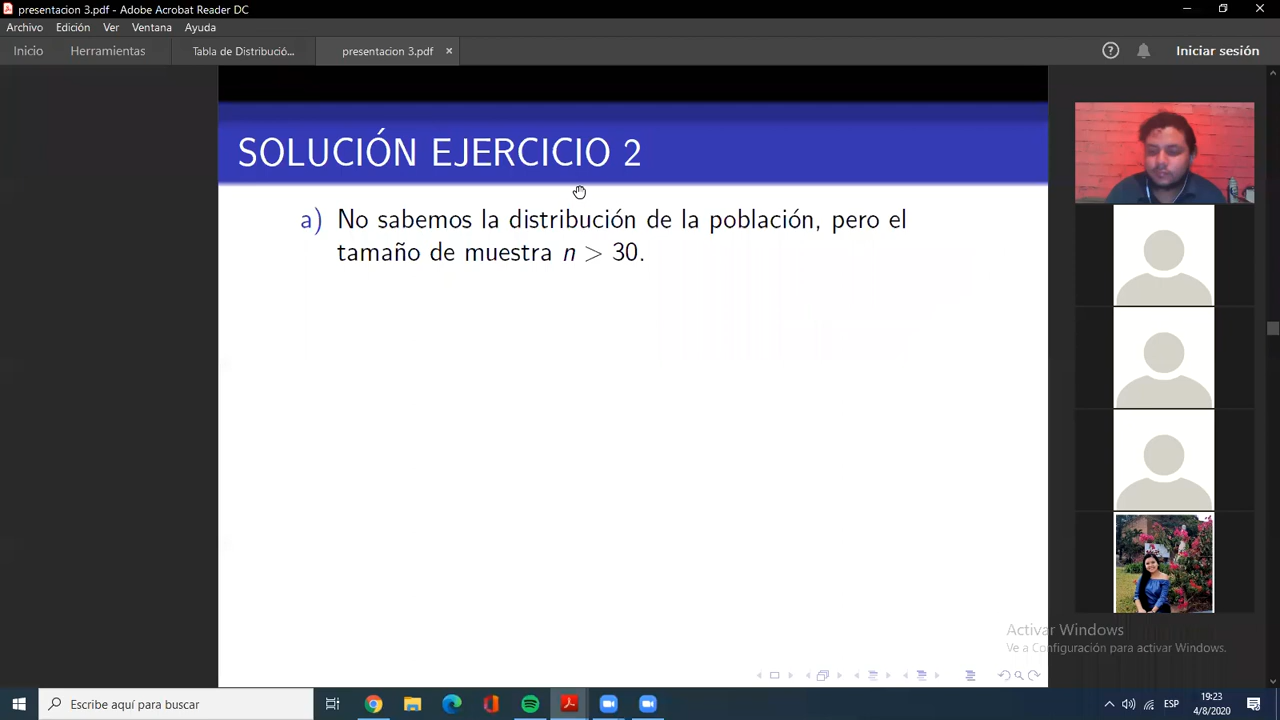 presentacion 3.pdf - Adobe Acrobat Reader DC
Archivo Edición Ver Ventana Ayuda
Inicio Herramientas Tabla de Distribució... presentacion 3.pdf × Iniciar sesión
SOLUCIÓN EJERCICIO 2
a) No sabemos la distribución de la población, pero el
tamaño de muestra n > 30.
Activar Windows
Ve a Configuración para activar Windows.
Escribe aquí para buscar
ESP
19:23
4/8/2020